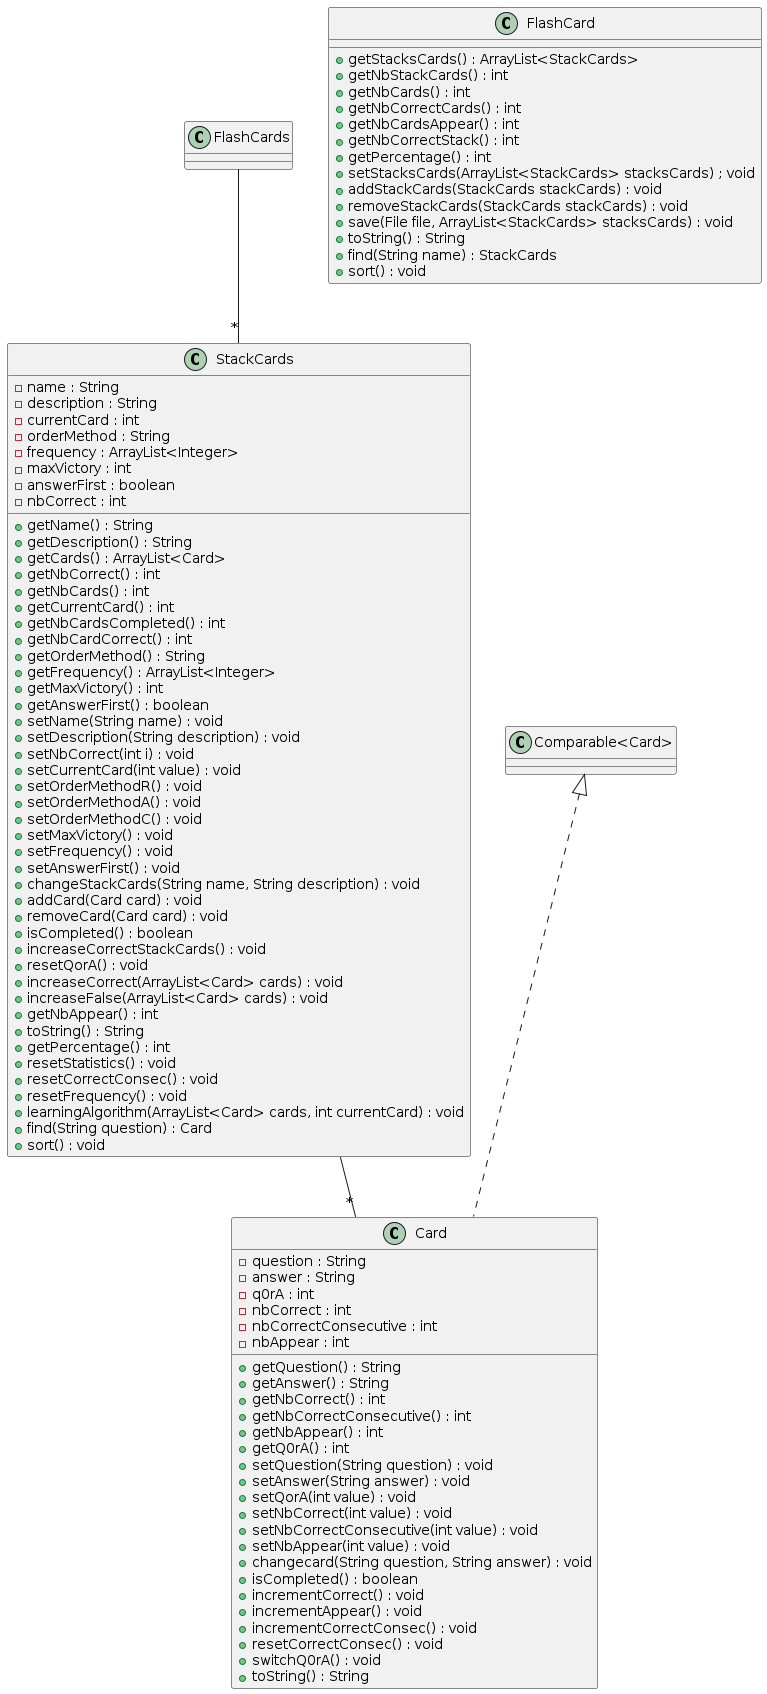 C FlashCard
getStacksCards() : ArrayList<StackCards>
getNbStackCards() : int
getNbCards() : int
getNbCorrectCards() : int
getNbCardsAppear() : int
getNbCorrectStack() : int
getPercentage() : int
setStacksCards(ArrayList<StackCards> stacksCards) ; void
addStackCards(StackCards stackCards) : void
removeStackCards(StackCards stackCards) : void
save(File file, ArrayList<StackCards> stacksCards) : void
toString() : String
find(String name) : StackCards
sort() : void
C FlashCards
*
C StackCards
name : String
description : String
currentCard : int
orderMethod : String
frequency : ArrayList<Integer>
maxVictory : int
answerFirst : boolean
nbCorrect : int
getName() : String
getDescription() : String
getCards() : ArrayList<Card>
getNbCorrect() : int
getNbCards() : int
getCurrentCard() : int
getNbCardsCompleted() : int
getNbCardCorrect() : int
getOrderMethod() : String
getFrequency() : ArrayList<Integer>
getMaxVictory() : int
getAnswerFirst() : boolean
setName(String name) : void
setDescription(String description) : void
setNbCorrect(int i) : void
setCurrentCard(int value) : void
setOrderMethodR() : void
setOrderMethodA() : void
setOrderMethodC() : void
setMaxVictory() : void
setFrequency() : void
setAnswerFirst() : void
changeStackCards(String name, String description) : void
addCard(Card card) : void
removeCard(Card card) : void
isCompleted() : boolean
increaseCorrectStackCards() : void
resetQorA() : void
increaseCorrect(ArrayList<Card> cards) : void
increaseFalse(ArrayList<Card> cards) : void
getNbAppear() : int
toString() : String
getPercentage() : int
resetStatistics() : void
resetCorrectConsec() : void
resetFrequency() : void
learningAlgorithm(ArrayList<Card> cards, int currentCard) : void
find(String question) : Card
sort() : void
C Comparable<Card>
*
C Card
question : String
answer : String
q0rA : int
nbCorrect : int
nbCorrectConsecutive : int
nbAppear : int
getQuestion() : String
getAnswer() : String
getNbCorrect() : int
getNbCorrectConsecutive() : int
getNbAppear() : int
getQ0rA() : int
setQuestion(String question) : void
setAnswer(String answer) : void
setQorA(int value) : void
setNbCorrect(int value) : void
setNbCorrectConsecutive(int value) : void
setNbAppear(int value) : void
changecard(String question, String answer) : void
isCompleted() : boolean
incrementCorrect() : void
incrementAppear() : void
incrementCorrectConsec() : void
resetCorrectConsec() : void
switchQ0rA() : void
toString() : String